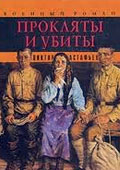 ВОЕННЫЙ РОМАН
ПРОКЛЯТЫ И УБИТЫ
ВИКТОР АСТАФЬЕВ